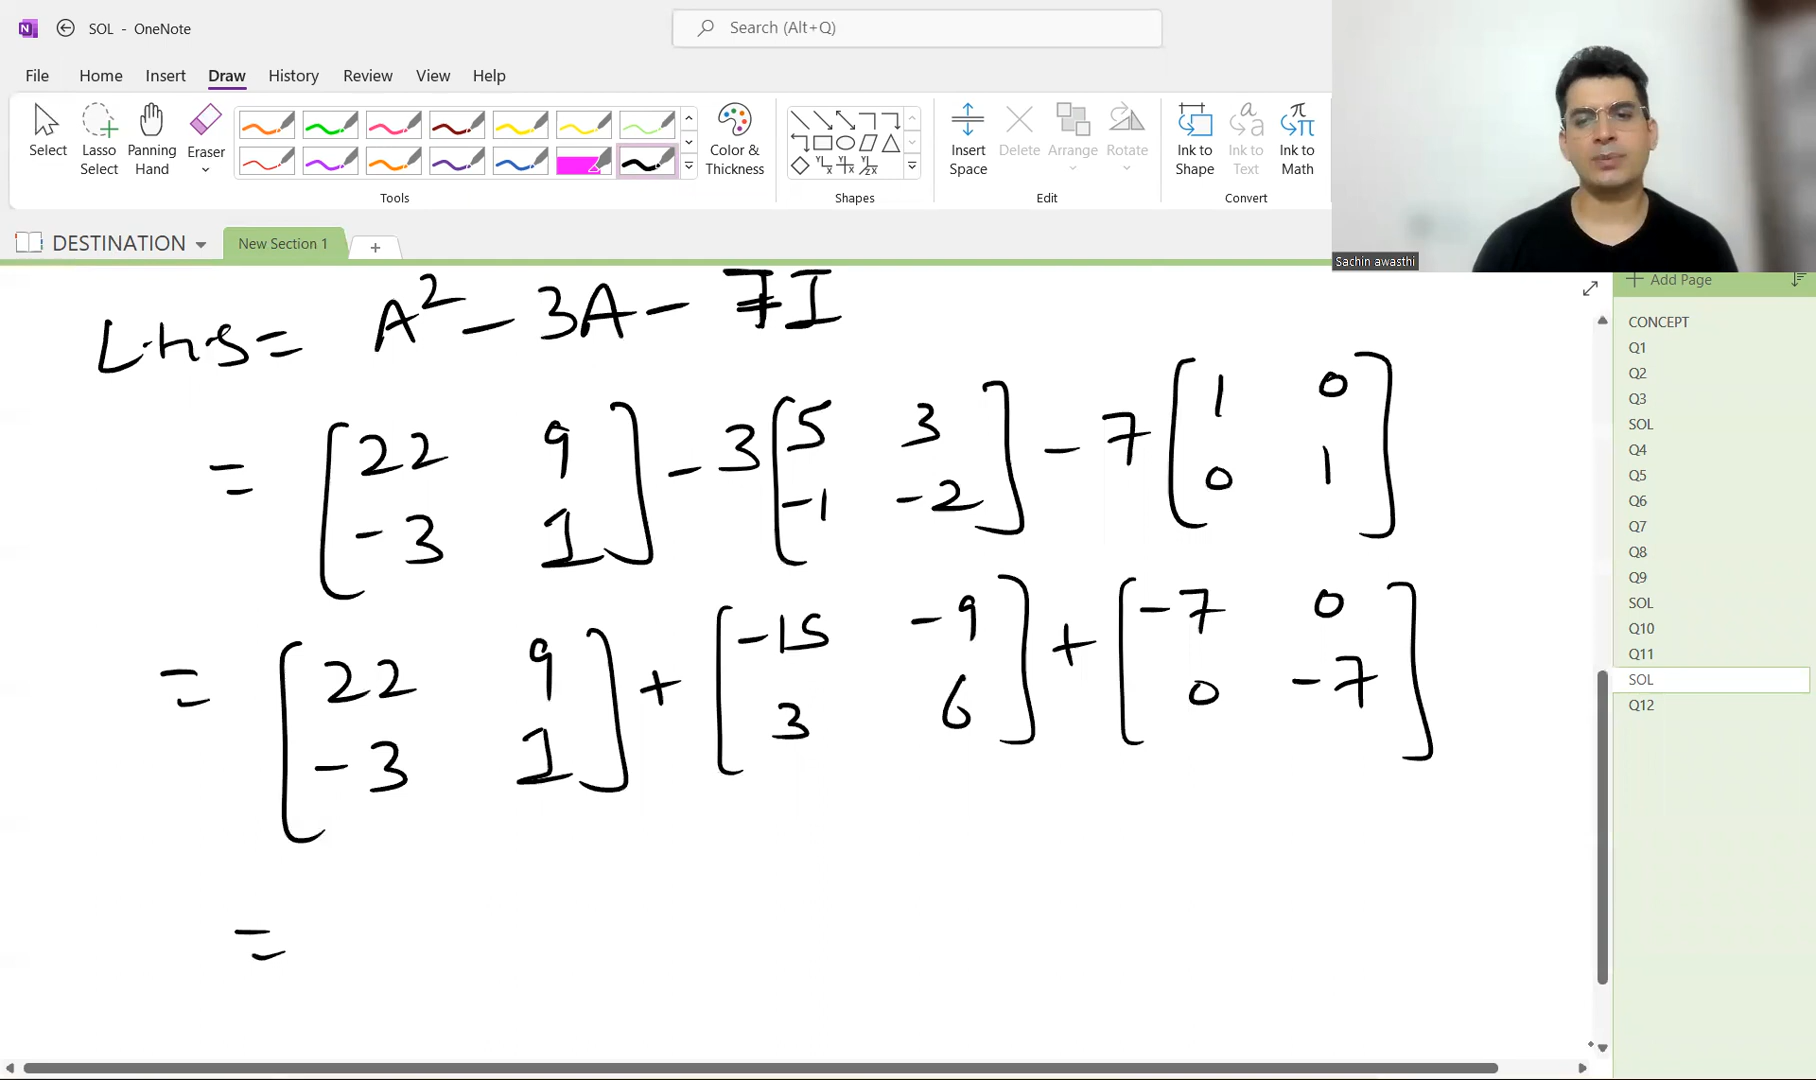 SOL - OneNote
Search (Alt+Q)
File Home Insert Draw History Review View Help
Select
Lasso Select
Panning Hand
Eraser
Color & Thickness
Insert Space
Delete
Arrange
Rotate
Ink to Shape
Ink to Text
Ink to Math
Tools Shapes Edit Convert
DESTINATION
New Section 1
+
Sachin awasthi
Add Page
CONCEPT
Q1
Q2
Q3
SOL
Q4
Q5
Q6
Q7
Q8
Q9
SOL
Q10
Q11
SOL
Q12
L.h.S = A² - 3A - 7I
= [22 9; -3 1] - 3 [5 3; -1 -2] - 7 [1 0; 0 1]
= [22 9; -3 1] + [-15 -9; 3 6] + [-7 0; 0 -7]
=